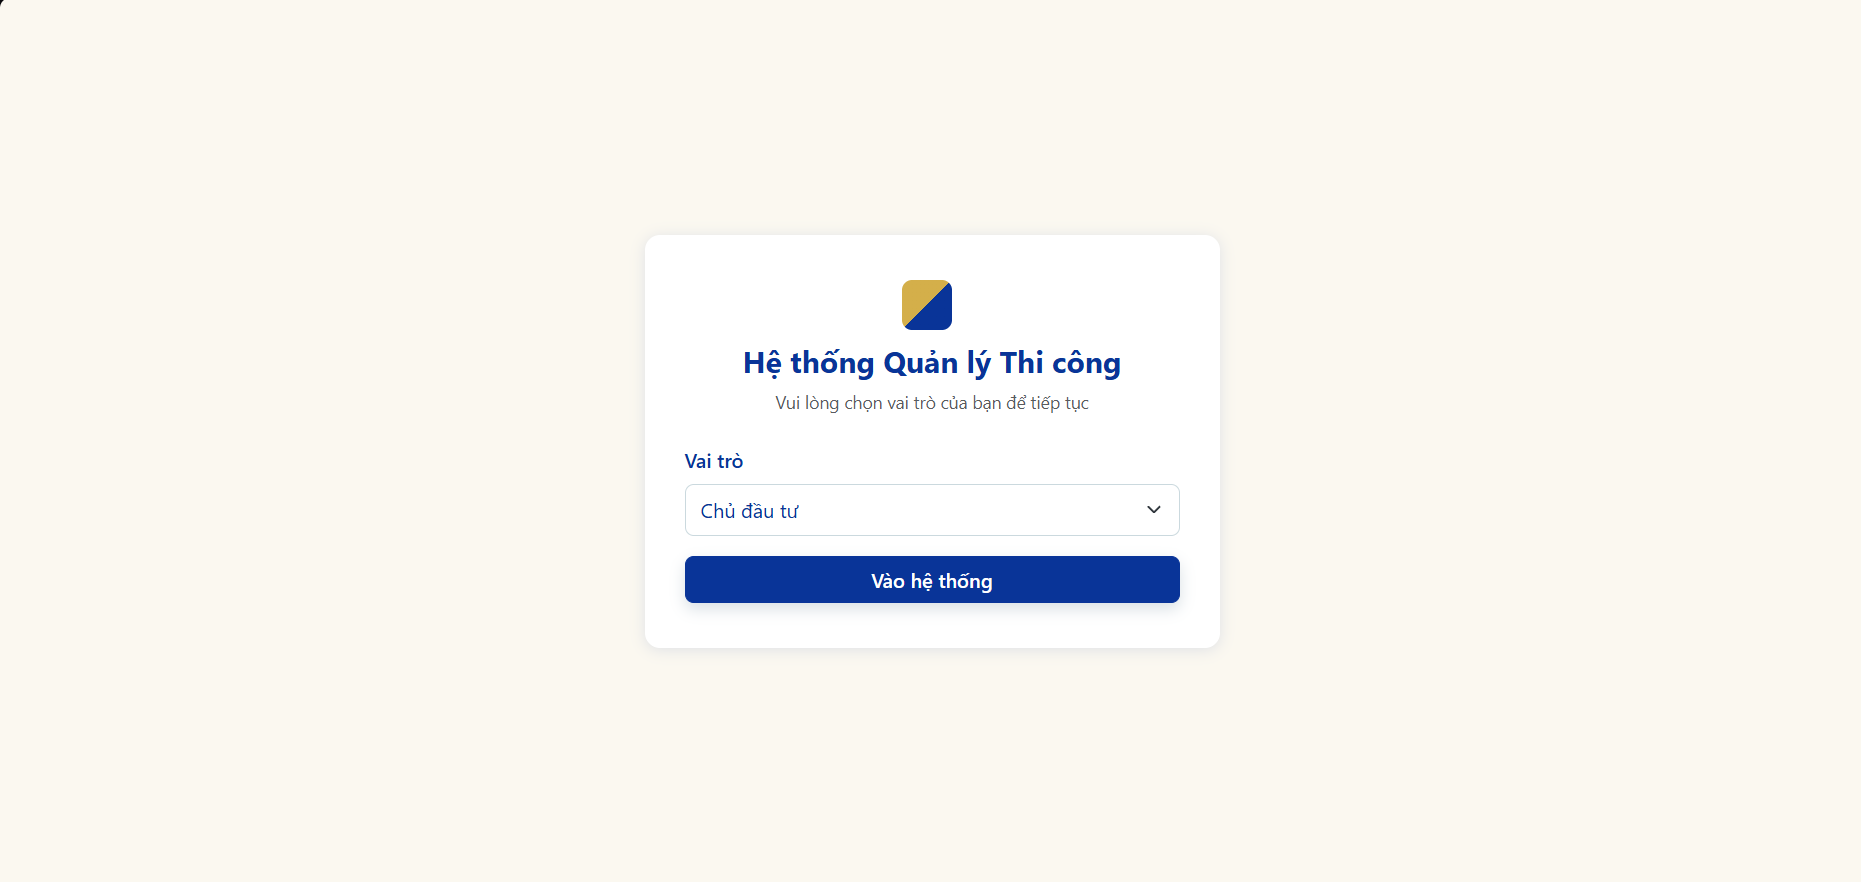 Hệ thống Quản lý Thi công
Vui lòng chọn vai trò của bạn để tiếp tục
Vai trò
Chủ đầu tư
Vào hệ thống